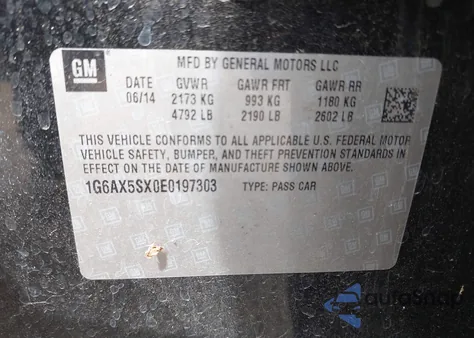 GM
MFD BY GENERAL MOTORS LLC
DATE GVWR GAWR FRT GAWR RR
06/14 2173 KG 993 KG 1180 KG
4792 LB 2190 LB 2602 LB
THIS VEHICLE CONFORMS TO ALL APPLICABLE U.S. FEDERAL MOTOR
VEHICLE SAFETY, BUMPER, AND THEFT PREVENTION STANDARDS IN
EFFECT ON THE DATE OF MANUFACTURE SHOWN ABOVE.
1G6AX5SX0E0197303 TYPE: PASS CAR
autosnap